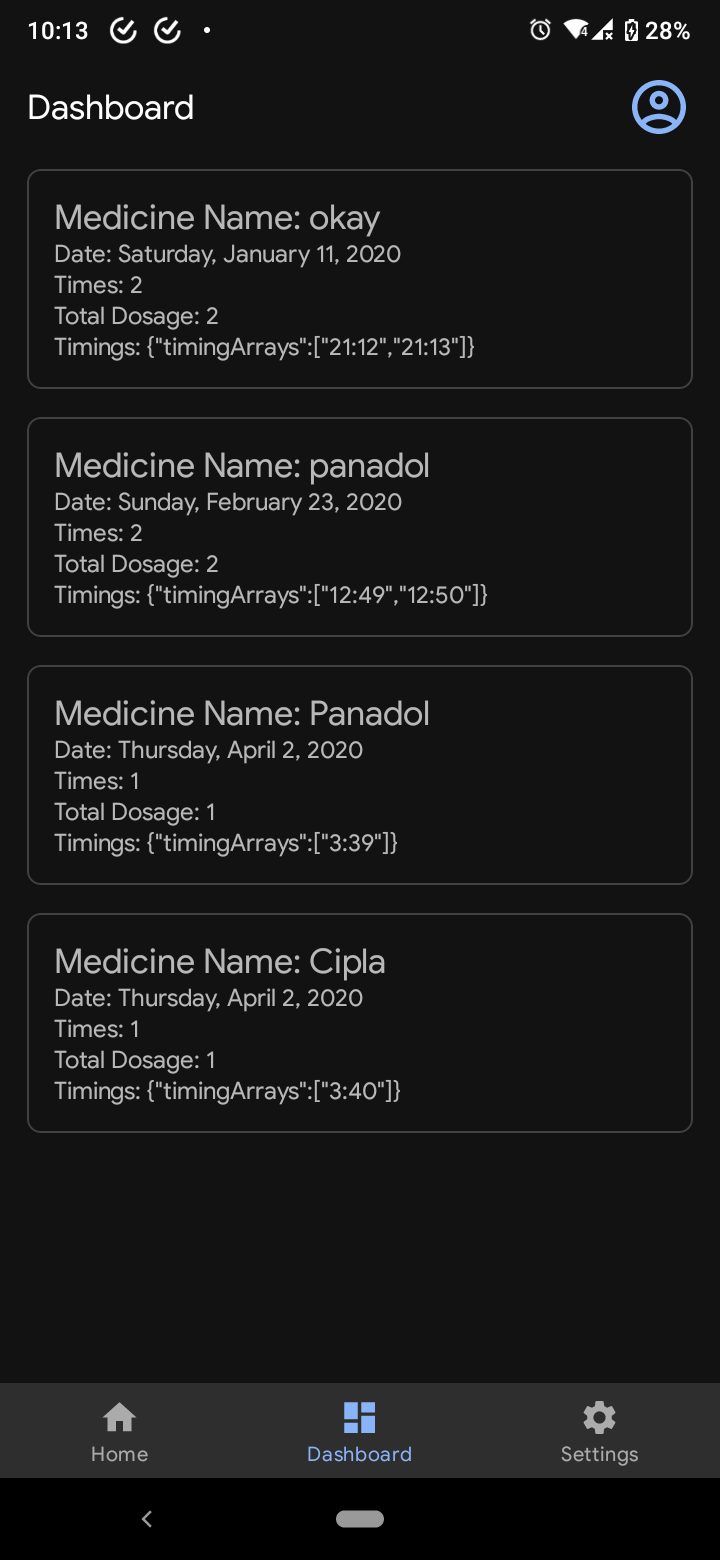 10:13
28%
Dashboard
Medicine Name: okay
Date: Saturday, January 11, 2020
Times: 2
Total Dosage: 2
Timings: {"timingArrays":["21:12","21:13"]}
Medicine Name: panadol
Date: Sunday, February 23, 2020
Times: 2
Total Dosage: 2
Timings: {"timingArrays":["12:49","12:50"]}
Medicine Name: Panadol
Date: Thursday, April 2, 2020
Times: 1
Total Dosage: 1
Timings: {"timingArrays":["3:39"]}
Medicine Name: Cipla
Date: Thursday, April 2, 2020
Times: 1
Total Dosage: 1
Timings: {"timingArrays":["3:40"]}
Home
Dashboard
Settings